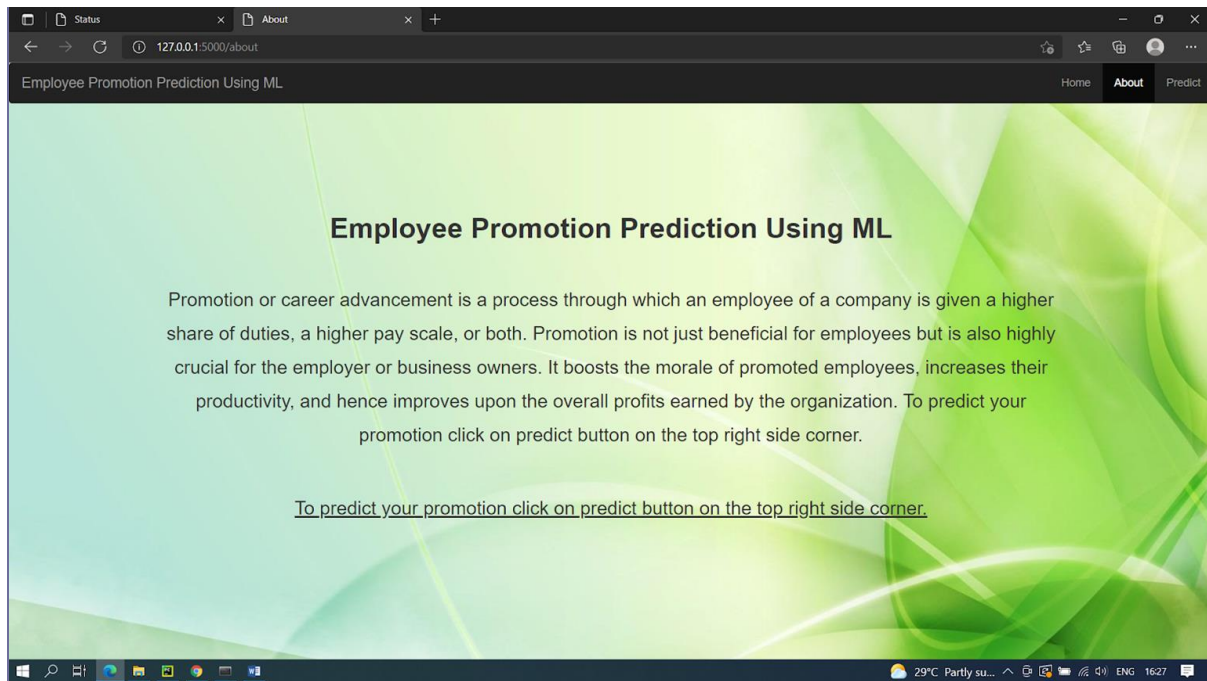 Status
About
127.0.0.1:5000/about
Employee Promotion Prediction Using ML
Home
About
Predict
Employee Promotion Prediction Using ML
Promotion or career advancement is a process through which an employee of a company is given a higher
share of duties, a higher pay scale, or both. Promotion is not just beneficial for employees but is also highly
crucial for the employer or business owners. It boosts the morale of promoted employees, increases their
productivity, and hence improves upon the overall profits earned by the organization. To predict your
promotion click on predict button on the top right side corner.
To predict your promotion click on predict button on the top right side corner.
29°C Partly su...
ENG
16:27